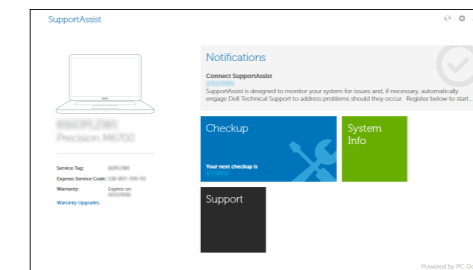 SupportAssist
Notifications
Connect SupportAssist
SupportAssist is designed to monitor your system for issues and, if necessary, automatically
engage Dell Technical Support to address problems should they occur. Register below to start..
Precision M6700
Checkup
System
Info
Your next checkup is
Service Tag:
Express Service Code:
Warranty: Expires on
Warranty Upgrades
Support
Powered by PC-Do